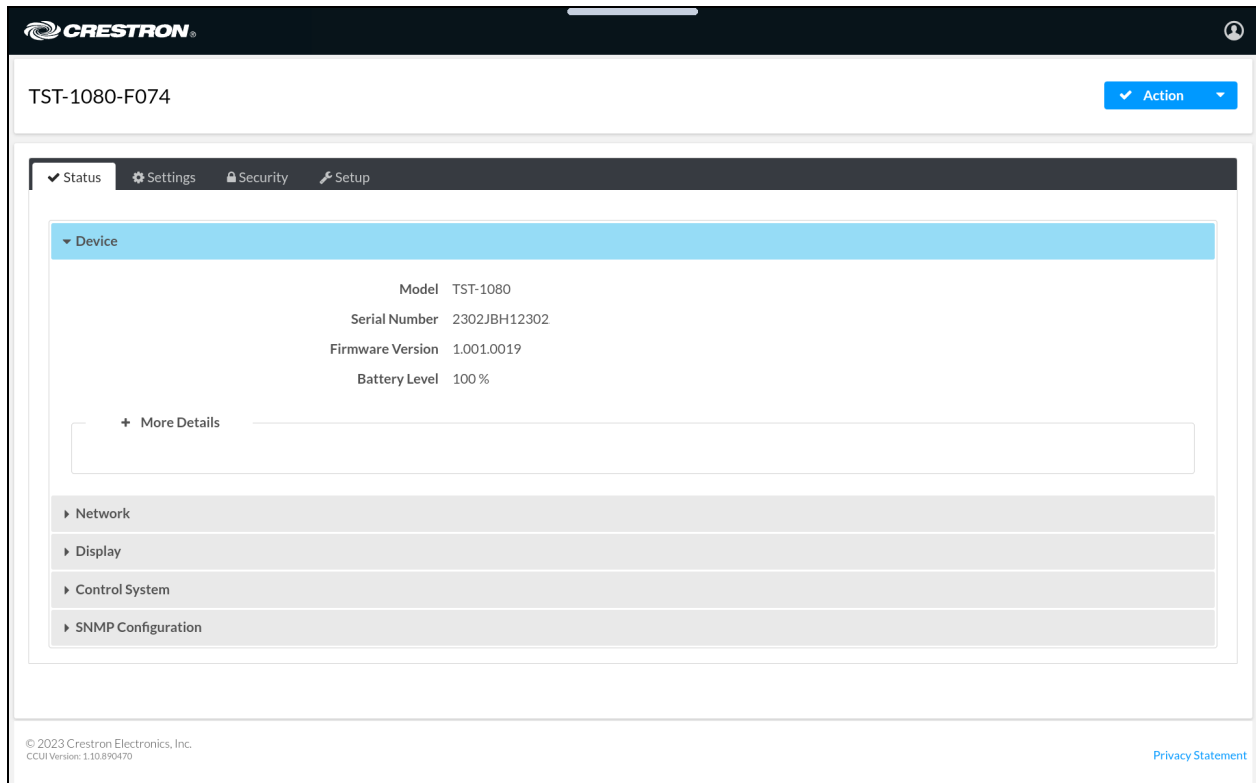 CRESTRON®
TST-1080-F074
Action
Status Settings Security Setup
Device
Model TST-1080
Serial Number 2302JBH12302
Firmware Version 1.001.0019
Battery Level 100 %
+ More Details
Network
Display
Control System
SNMP Configuration
© 2023 Crestron Electronics, Inc.
CCUI Version: 1.10.890470
Privacy Statement